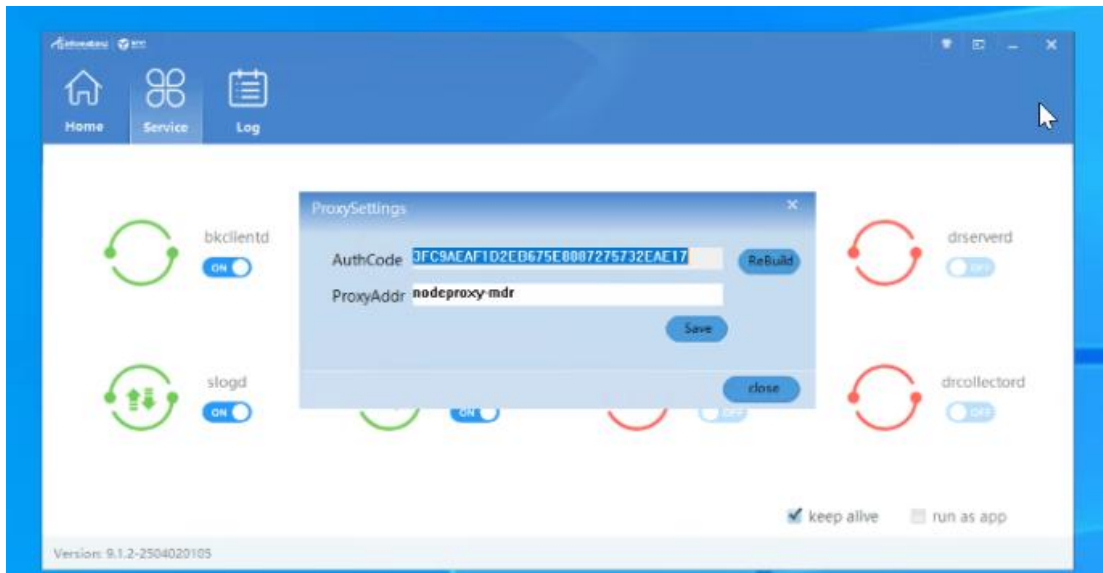 Home
Service
Log
ProxySettings
AuthCode 3FC9AEAF1D2EB675E8087275732EAE17
ReBuild
ProxyAddr nodeproxy-mdr
Save
close
bkclientd
ON
drserverd
OFF
slogd
ON
ON
OFF
drcollectord
OFF
keep alive
run as app
Version: 9.1.2-2504020105